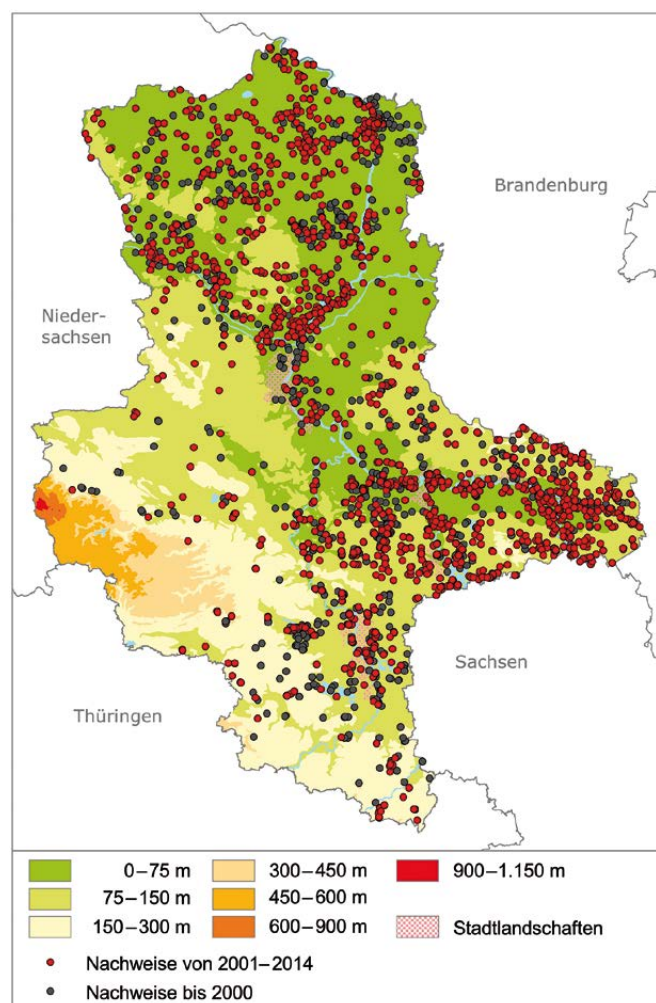 Brandenburg
Nieder-
sachsen
Sachsen
Thüringen
0–75 m
300–450 m
900–1.150 m
75–150 m
450–600 m
150–300 m
600–900 m
Stadtlandschaften
Nachweise von 2001–2014
Nachweise bis 2000